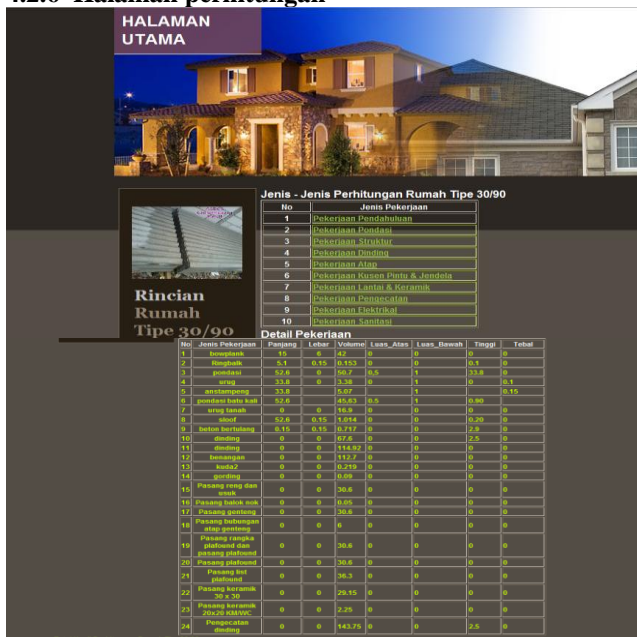 4.2.6 Halaman perhitungan
HALAMAN
UTAMA
Jenis - Jenis Perhitungan Rumah Tipe 30/90
No Jenis Pekerjaan
1 Pekerjaan Pendahuluan
2 Pekerjaan Pondasi
3 Pekerjaan Struktur
4 Pekerjaan Dinding
5 Pekerjaan Atap
6 Pekerjaan Kusen Pintu & Jendela
7 Pekerjaan Lantai & Keramik
8 Pekerjaan Pengecatan
9 Pekerjaan Elektrikal
10 Pekerjaan Sanitasi
Rincian
Rumah
Tipe 30/90
Detail Pekerjaan
No Jenis Pekerjaan Panjang Lebar Volume Luas_Atas Luas_Bawah Tinggi Tebal
1 bowplank 15 6 42 0 0 0 0
2 Ringbalk 5.1 0.15 0.153 0 0 0.1 0
3 pondasi 52.6 0 50.7 0,5 1 33.8 0
4 urug 33.8 0 3.38 0 1 0 0.1
5 anstampeng 33.8 5.07 1 0.15
6 pondasi batu kali 52.6 45,63 0.5 1 0.90
7 urug tanah 0 0 16.9 0 0 0 0
8 sloof 52,6 0.15 1.014 0 0 0.20 0
9 beton bertulang 0.15 0.15 0,717 0 0 2.9 0
10 dinding 0 0 67.6 0 0 2.5 0
11 dinding 0 0 114.92 0 0 0 0
12 benangan 0 0 112.7 0 0 0 0
13 kuda2 0 0 0.219 0 0 0 0
14 gording 0 0 0.09 0 0 0 0
15 Pasang reng dan
usuk 0 0 30.6 0 0 0 0
16 Pasang balok nok 0 0 0.05 0 0 0 0
17 Pasang genteng 0 0 30.6 0 0 0 0
18 Pasang bubungan
atap genteng 0 0 6 0 0 0 0
19 Pasang rangka
plafound dan
pasang plafound 0 0 30.6 0 0 0 0
20 Pasang plafound 0 0 30.6 0 0 0 0
21 Pasang list
plafound 0 0 36.3 0 0 0 0
22 Pasang keramik
30 x 30 0 0 29.15 0 0 0 0
23 Pasang keramik
20x20 KM/WC 0 0 2.25 0 0 0 0
24 Pengecatan
dinding 0 0 143.75 0 0 2.5 0